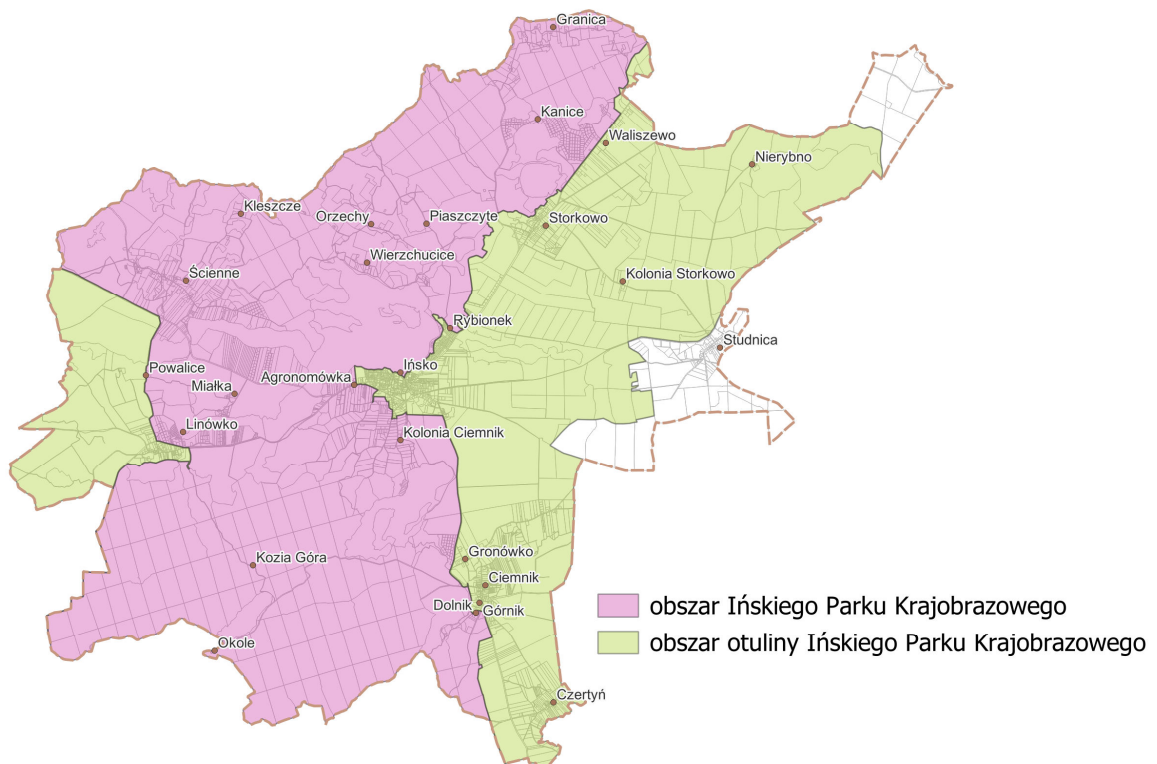 Granica
Kanice
Waliszewo
Nierybno
Kleszcze
Orzechy
Piaszczyte
Storkowo
Wierzchucice
Ścienne
Kolonia Storkowo
Rybionek
Studnica
Ińsko
Powalice
Agronomówka
Miałka
Linówko
Kolonia Ciemnik
Gronówko
Kozia Góra
Ciemnik
Dolnik
Górnik
obszar Ińskiego Parku Krajobrazowego
obszar otuliny Ińskiego Parku Krajobrazowego
Okole
Czertyń